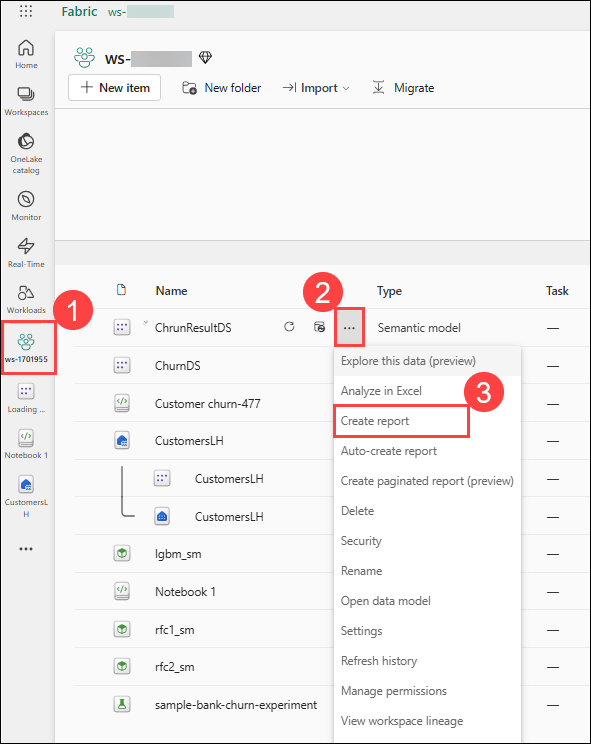 Fabric ws-
Home
Workspaces
OneLake
catalog
Monitor
Real-Time
Workloads
1
ws-1701955
Loading ...
Notebook 1
CustomersL
H
ws-
New item New folder Import Migrate
Name 2 Type Task
ChrunResultDS ... Semantic model —
ChurnDS —
Customer churn-477 —
CustomersLH —
CustomersLH —
CustomersLH —
lgbm_sm —
Notebook 1 —
rfc1_sm —
rfc2_sm —
sample-bank-churn-experiment —
Explore this data (preview)
Analyze in Excel
3
Create report
Auto-create report
Create paginated report (preview)
Delete
Security
Rename
Open data model
Settings
Refresh history
Manage permissions
View workspace lineage